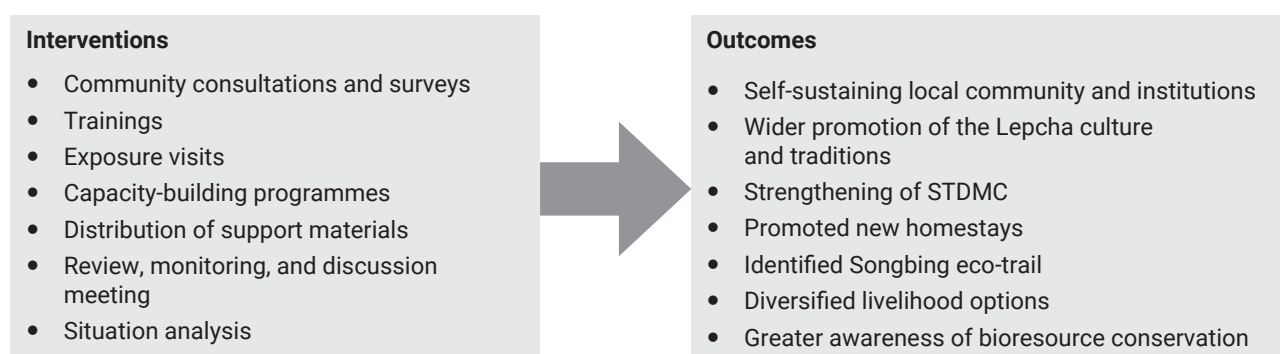 Interventions
• Community consultations and surveys
• Trainings
• Exposure visits
• Capacity-building programmes
• Distribution of support materials
• Review, monitoring, and discussion
meeting
• Situation analysis
Outcomes
• Self-sustaining local community and institutions
• Wider promotion of the Lepcha culture
and traditions
• Strengthening of STDMC
• Promoted new homestays
• Identified Songbing eco-trail
• Diversified livelihood options
• Greater awareness of bioresource conservation